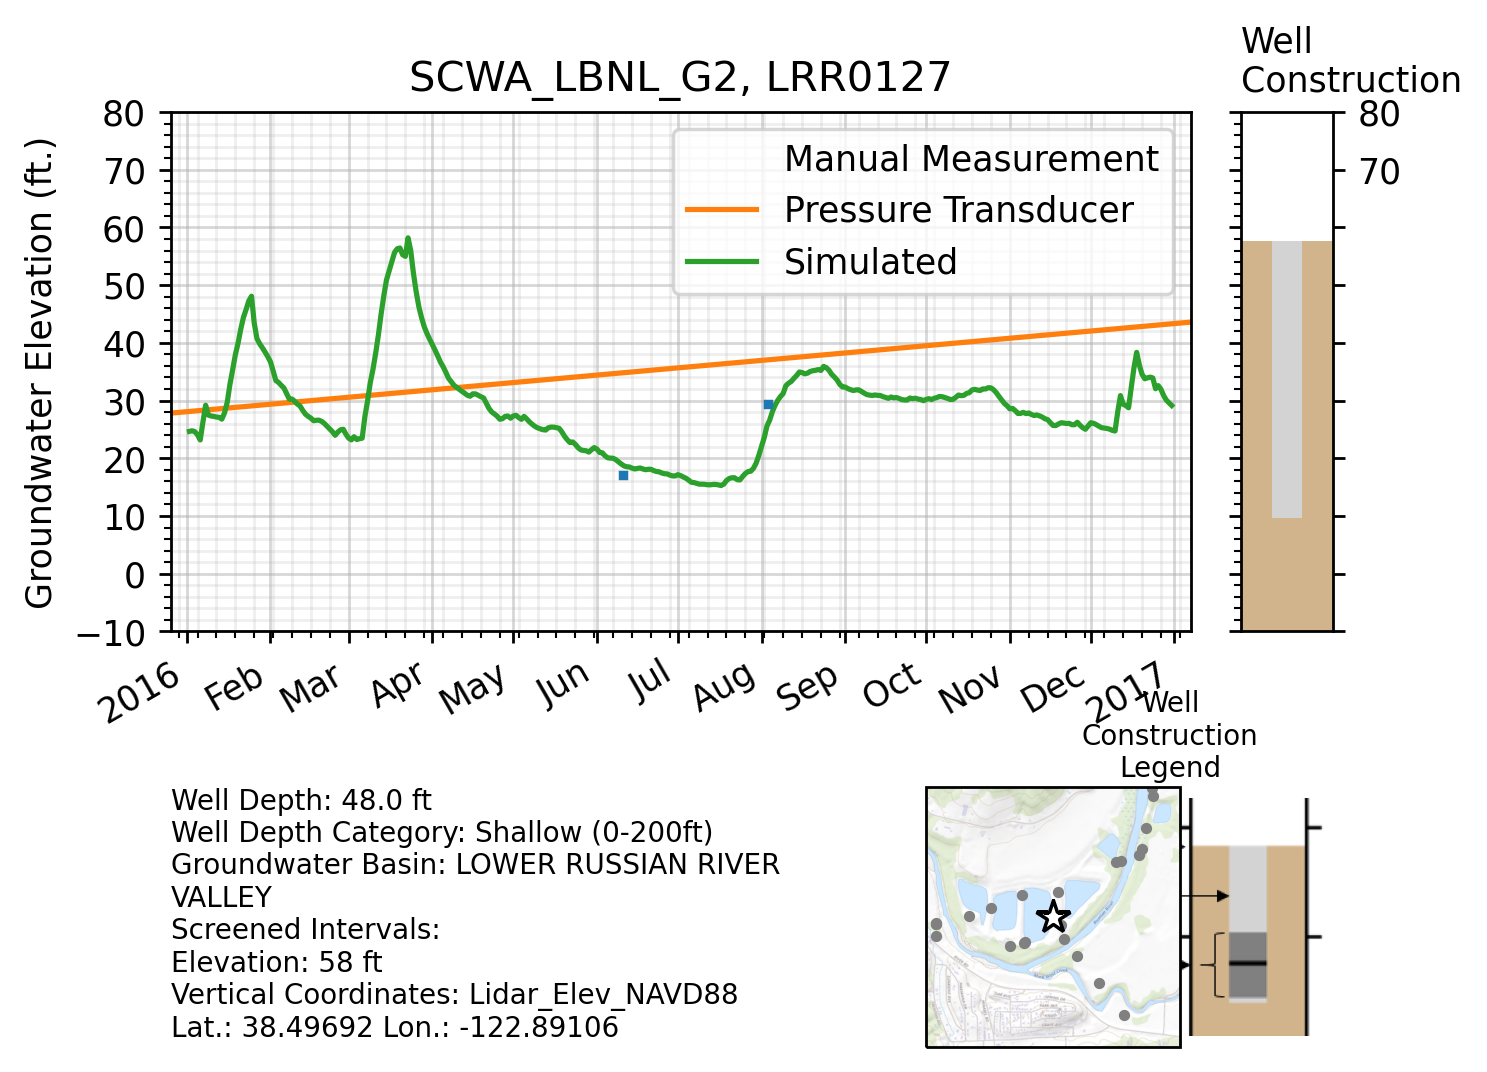 Well
Construction
SCWA_LBNL_G2, LRR0127
Groundwater Elevation (ft.)
80
70
60
50
40
30
20
10
0
−10
Manual Measurement
Pressure Transducer
Simulated
80
70
2016
Feb
Mar
Apr
May
Jun
Jul
Aug
Sep
Oct
Nov
Dec
2017
Well
Construction
Legend
Well Depth: 48.0 ft
Well Depth Category: Shallow (0-200ft)
Groundwater Basin: LOWER RUSSIAN RIVER
VALLEY
Screened Intervals:
Elevation: 58 ft
Vertical Coordinates: Lidar_Elev_NAVD88
Lat.: 38.49692 Lon.: -122.89106